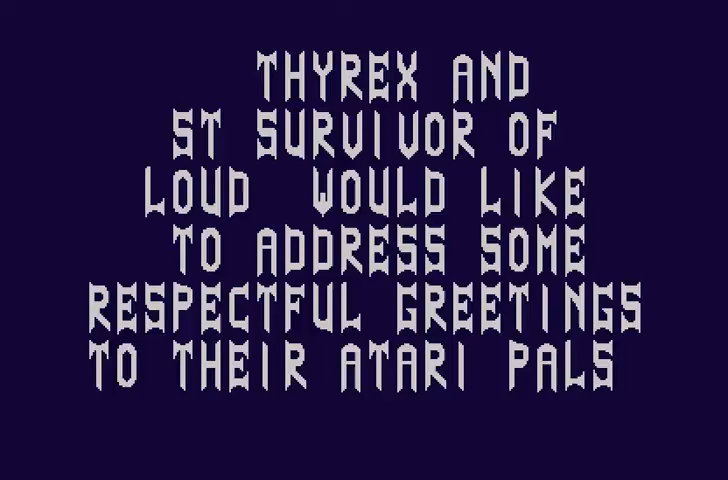 THYREX AND
ST SURVIVOR OF
LOUD WOULD LIKE
TO ADDRESS SOME
RESPECTFUL GREETINGS
TO THEIR ATARI PALS